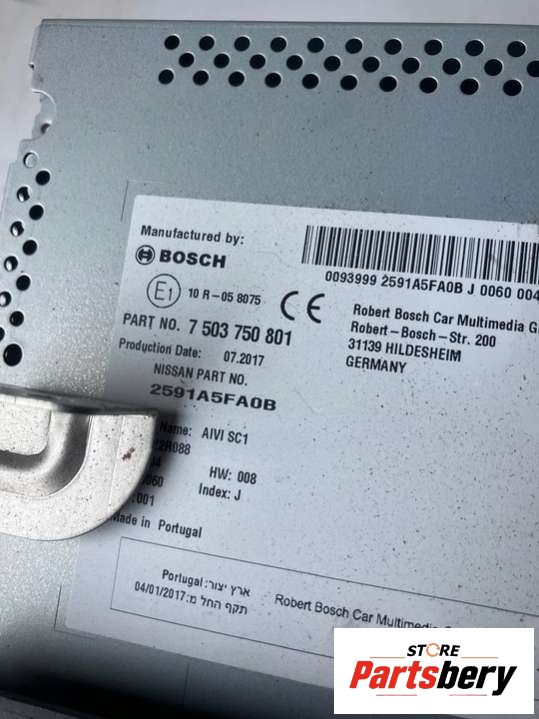 Manufactured by:
BOSCH
0093999 2591A5FA0B J 0060 004
E1 10 R-05 8075 CE
Robert Bosch Car Multimedia G
Robert-Bosch-Str. 200
31139 HILDESHEIM
GERMANY
PART NO. 7 503 750 801
Production Date: 07.2017
NISSAN PART NO.
2591A5FA0B
Name: AIVI SC1
2R088
HW: 008
Index: J
001
Made in Portugal
ארץ יצור: Portugal
תקף החל מ: 04/01/2017
Robert Bosch Car Multimedia
STORE
Partsbery